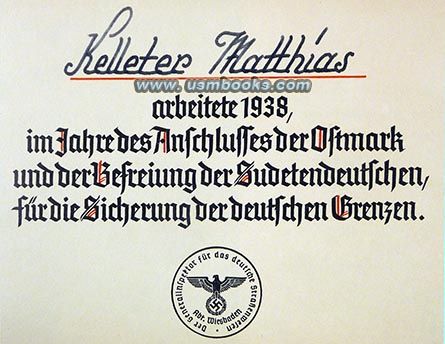 Kelleter Matthias
www.usmbooks.com
arbeitete 1938,
im Jahre des Anschlusses der Ostmark
und der Befreiung der Sudetendeutschen,
für die Sicherung der deutschen Grenzen.
Der Generalinspektor für das deutsche Straßenwesen
Abt. Wiesbaden